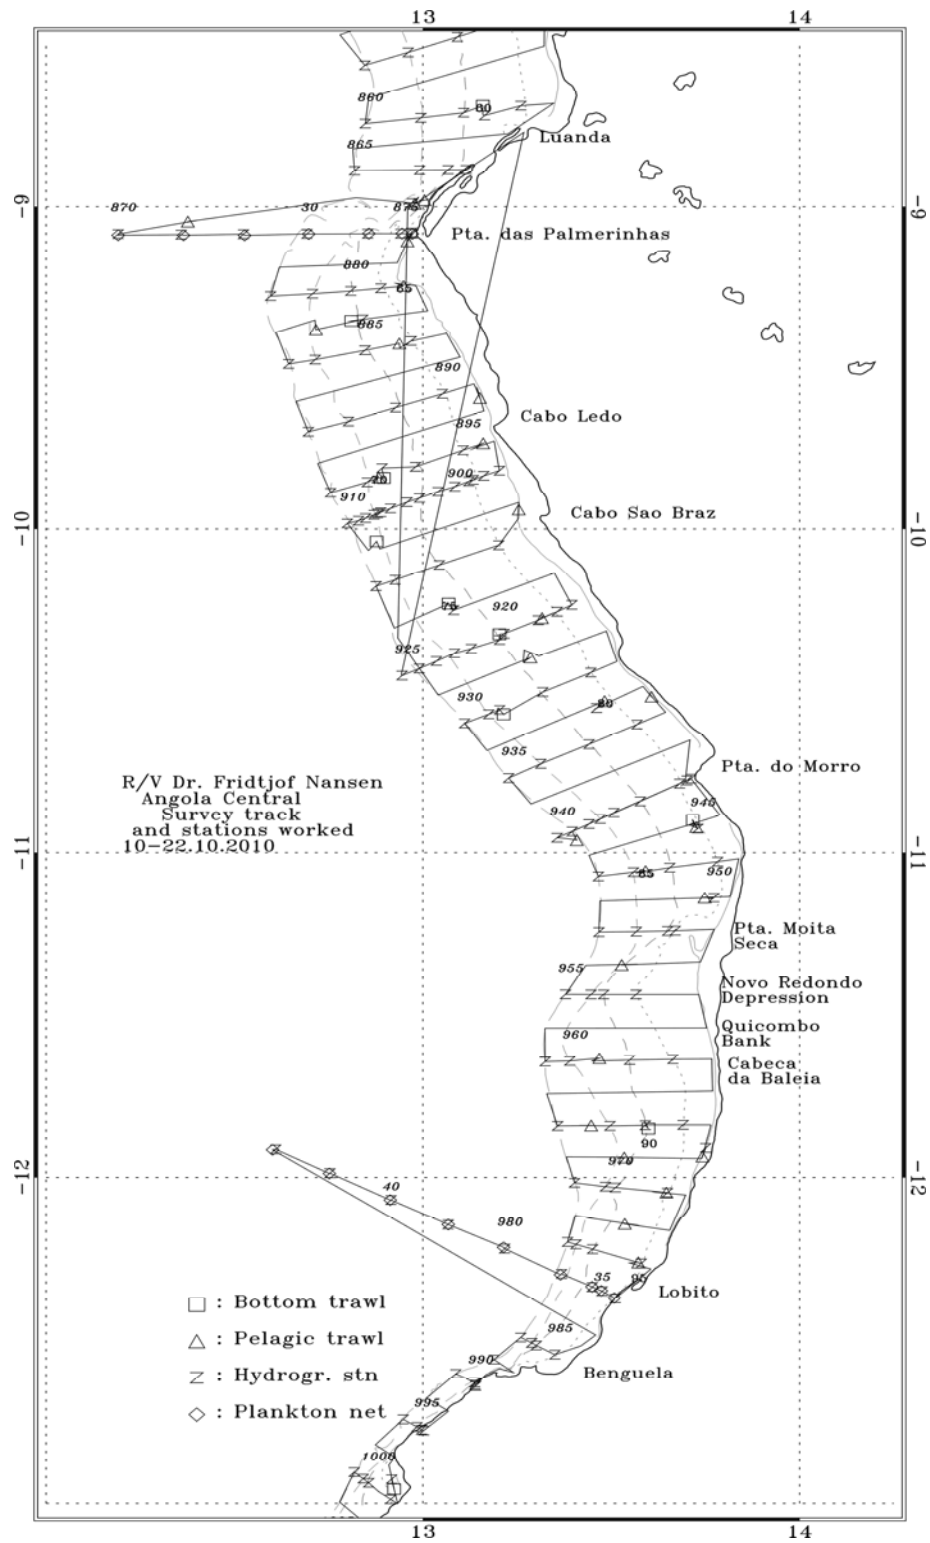 13 14
860
60
865
Luanda
-9 870 30 875 -9
Pta. das Palmerinhas
880
65
885
890
Cabo Ledo
895
900
70
910
Cabo Sao Braz
-10 -10
75
920
925
930
80
935
Pta. do Morro
R/V Dr. Fridtjof Nansen
Angola Central
Survey track
and stations worked
10-22.10.2010
940 940
-11 -11
85 950
Pta. Moita
Seca
955
Novo Redondo
Depression
960
Quicombo
Bank
Cabeca
da Baleia
90
970
-12 -12
40
980
35 95
Lobito
□ : Bottom trawl
△ : Pelagic trawl
Z : Hydrogr. stn
◇ : Plankton net
985
990
Benguela
995
1000
13 14